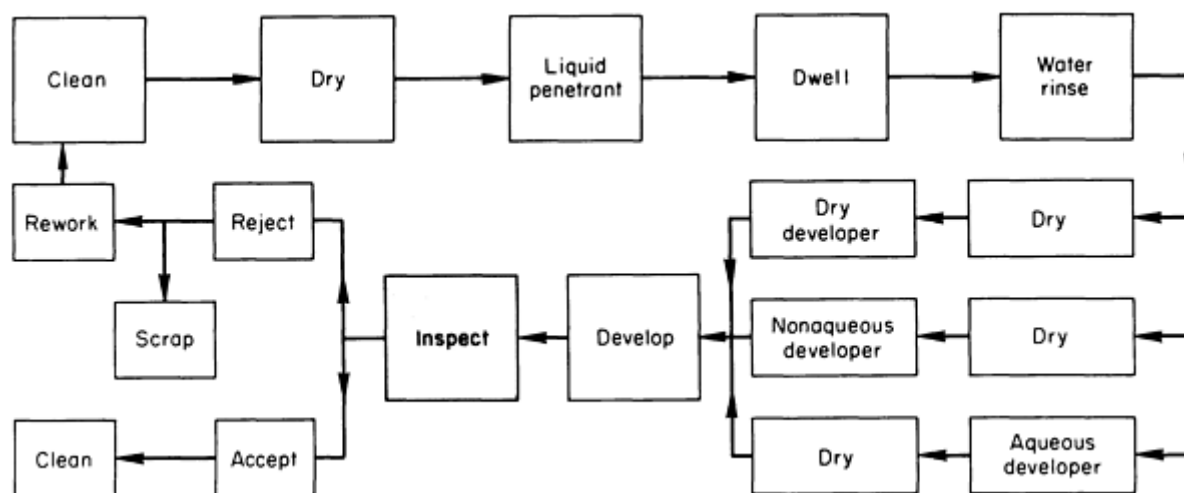 Clean
Dry
Liquid
penetrant
Dwell
Water
rinse
Rework
Reject
Dry
developer
Dry
Scrap
Inspect
Develop
Nonaqueous
developer
Dry
Clean
Accept
Dry
Aqueous
developer